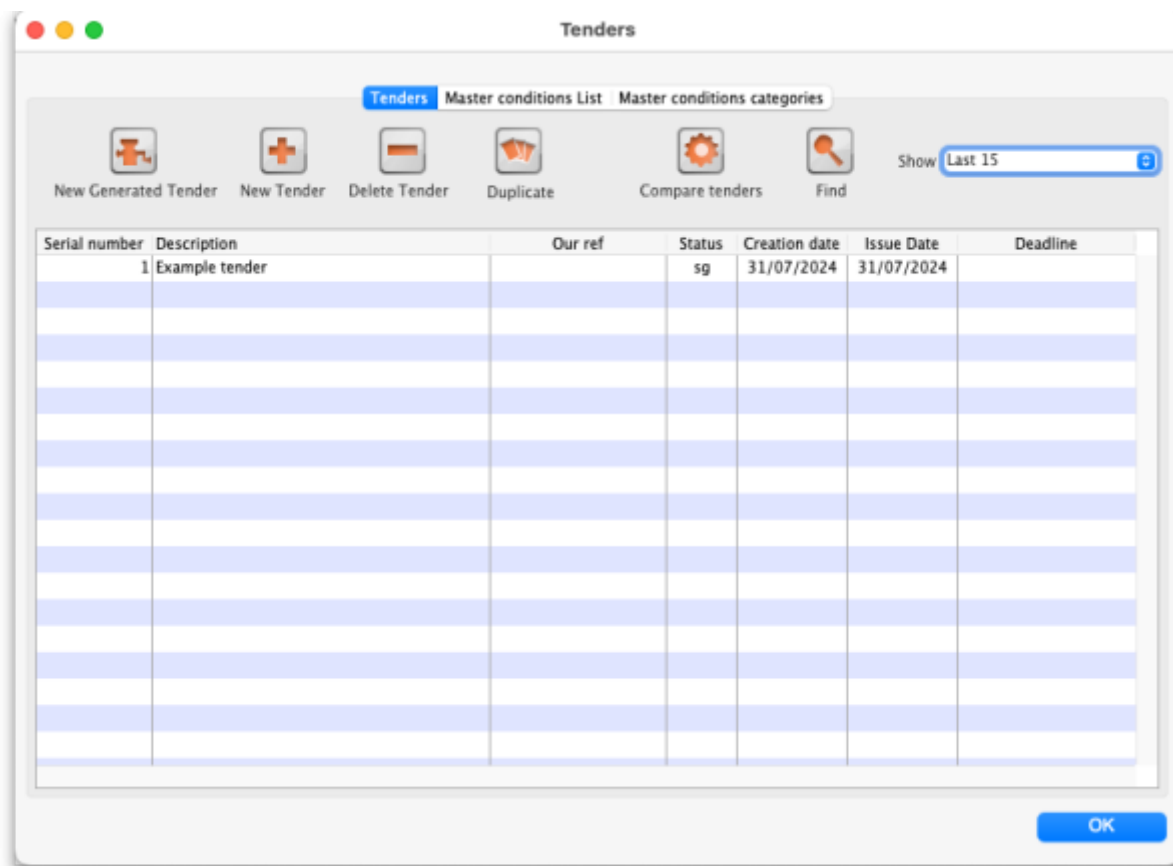 Tenders
Tenders Master conditions List Master conditions categories
New Generated Tender New Tender Delete Tender Duplicate Compare tenders Find Show Last 15
Serial number Description Our ref Status Creation date Issue Date Deadline
1 Example tender sg 31/07/2024 31/07/2024
OK